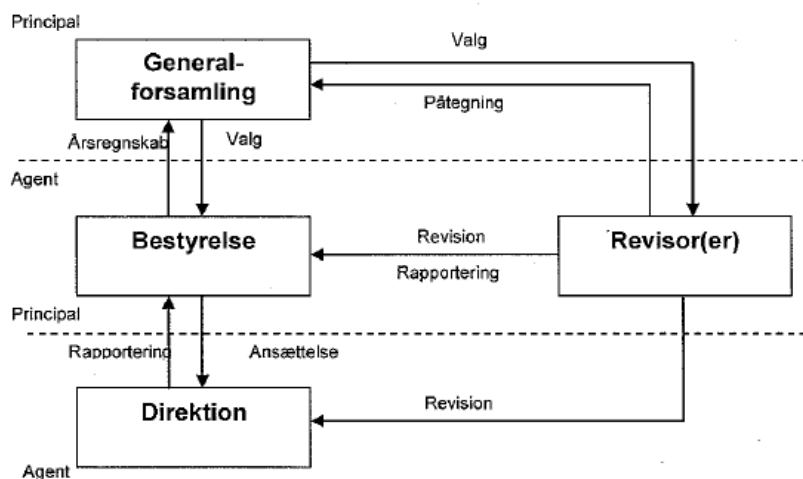 Principal
Valg
General-
forsamling
Påtegning
Årsregnskab
Valg
Agent
Bestyrelse
Revision
Revisor(er)
Rapportering
Principal
Rapportering
Ansættelse
Direktion
Revision
Agent